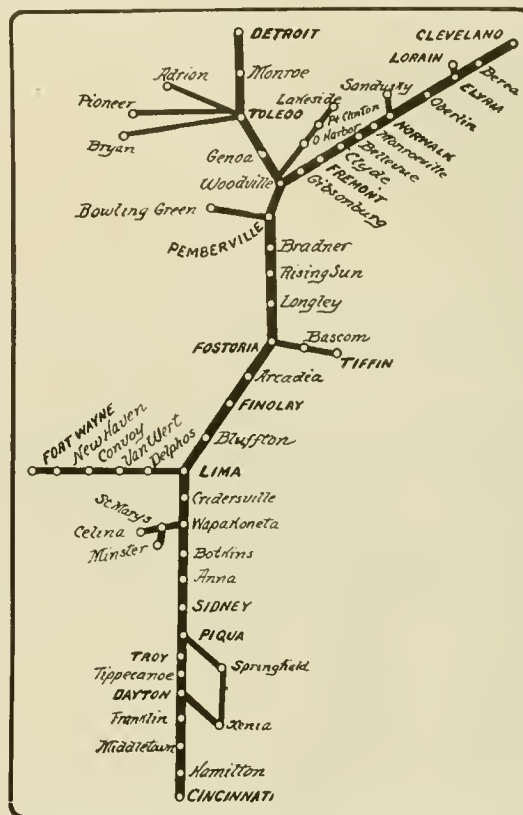 DETROIT
Monroe
Adrion
Pioneer
Bryan
TOLEDO
Genoa
Woodville
CLEVELAND
LORAIN
Berea
ELYRIA
Sandusky
Oberlin
NORWALK
Monroeville
Bellevue
Clyde
FREMONT
Gibsonburg
Lakeside
Pt Clinton
O Harbor
Bowling Green
PEMBERVILLE
Bradner
Rising Sun
Longley
FOSTORIA
Bascom
TIFFIN
Arcadia
FINDLAY
Bluffton
FORT WAYNE
New Haven
Convoy
Van Wert
Delphos
LIMA
Cridersville
St Marys
Wapakoneta
Celina
Minster
Botkins
Anna
SIDNEY
PIQUA
TROY
Springfield
Tippecanoe
DAYTON
Franklin
Xenia
Middletown
Hamilton
CINCINNATI